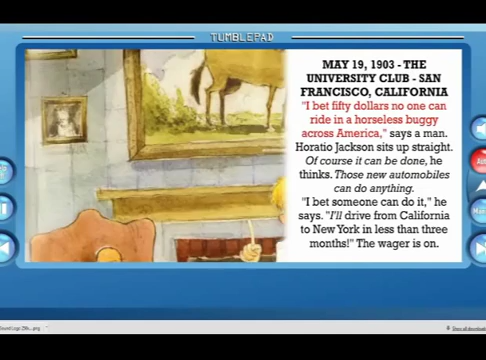 TUMBLEPAD
MAY 19, 1903 - THE
UNIVERSITY CLUB - SAN
FRANCISCO, CALIFORNIA
"I bet fifty dollars no one can
ride in a horseless buggy
across America," says a man.
Horatio Jackson sits up straight.
Of course it can be done, he
thinks. Those new automobiles
can do anything.
"I bet someone can do it," he
says. "I'll drive from California
to New York in less than three
months!" The wager is on.